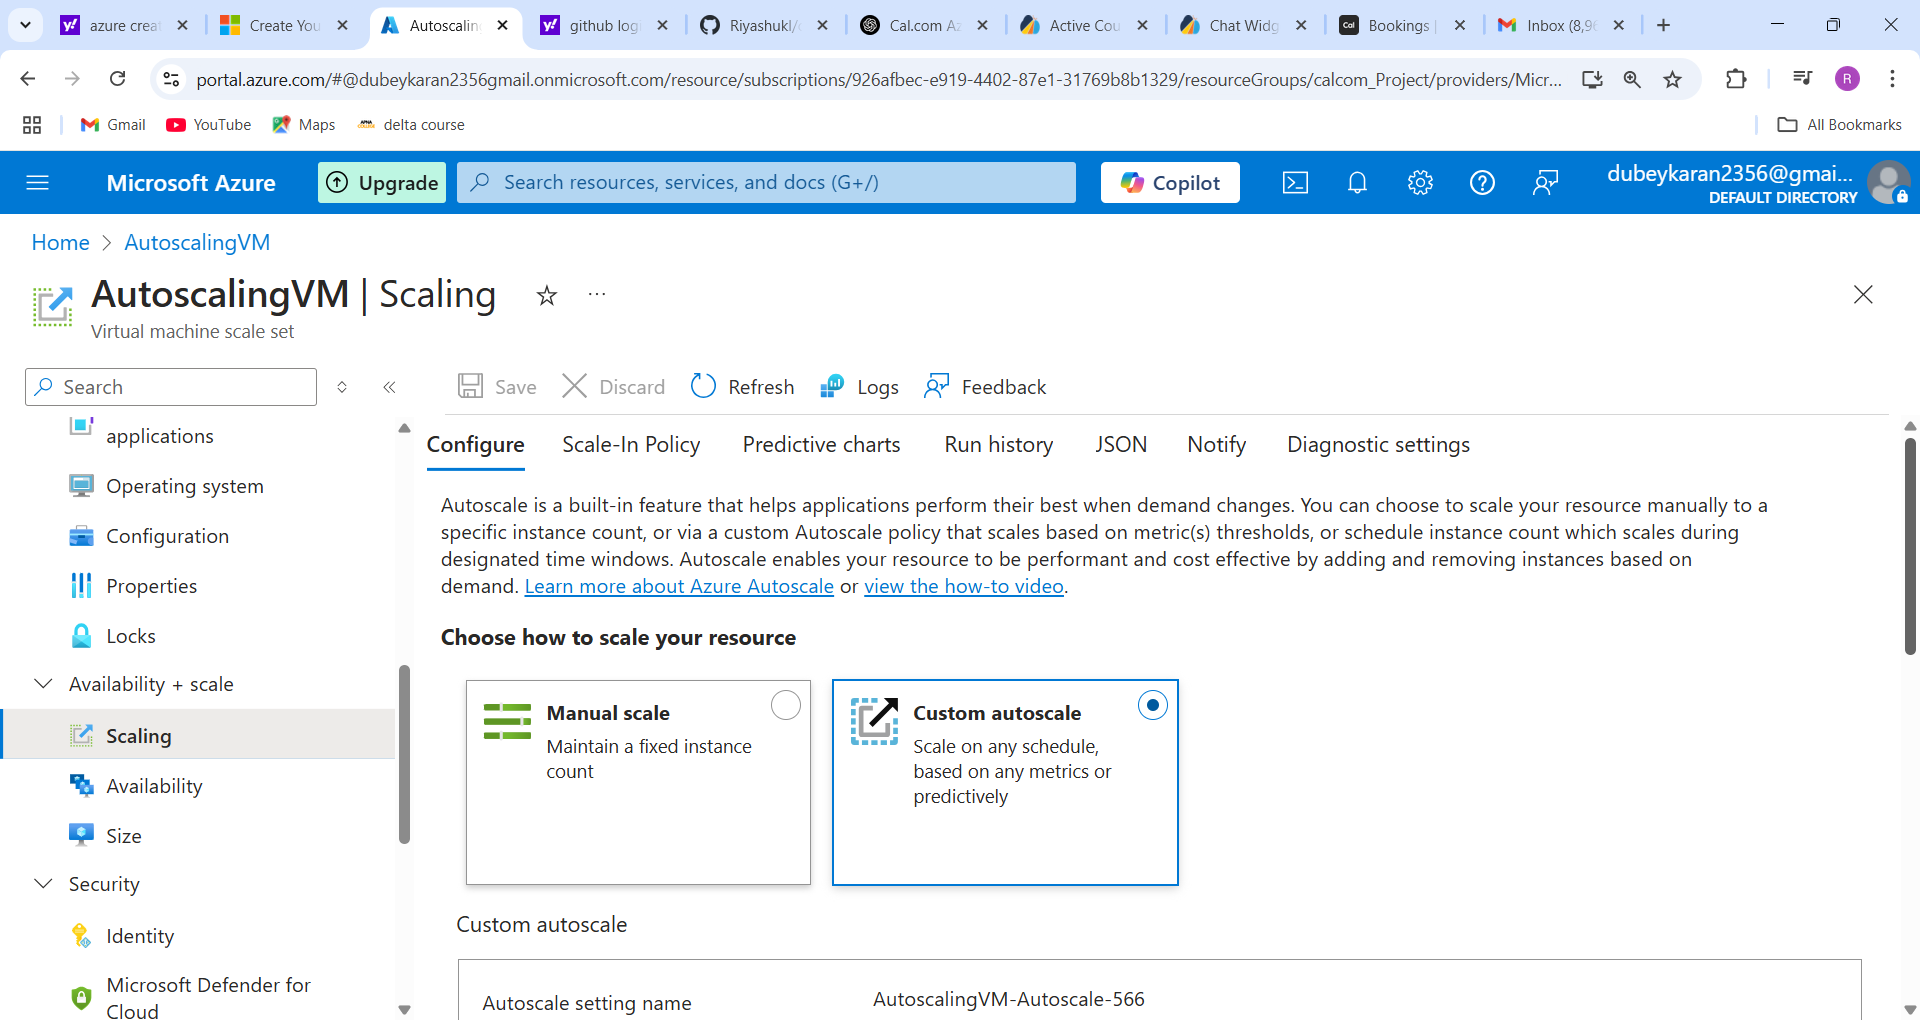 azure creat
Create You
Autoscaling
github logi
Riyashukl/c
Cal.com Az
Active Cou
Chat Widg
Cal
Bookings |
Inbox (8,96
portal.azure.com/#@dubeykaran2356gmail.onmicrosoft.com/resource/subscriptions/926afbec-e919-4402-87e1-31769b8b1329/resourceGroups/calcom_Project/providers/Micr...
R
Gmail
YouTube
Maps
delta course
All Bookmarks
Microsoft Azure
Upgrade
Search resources, services, and docs (G+/)
Copilot
dubeykaran2356@gmai...
DEFAULT DIRECTORY
Home > AutoscalingVM
AutoscalingVM | Scaling
Virtual machine scale set
Search
Save
Discard
Refresh
Logs
Feedback
applications
Operating system
Configuration
Properties
Locks
Availability + scale
Scaling
Availability
Size
Security
Identity
Microsoft Defender for
Cloud
Configure
Scale-In Policy
Predictive charts
Run history
JSON
Notify
Diagnostic settings
Autoscale is a built-in feature that helps applications perform their best when demand changes. You can choose to scale your resource manually to a
specific instance count, or via a custom Autoscale policy that scales based on metric(s) thresholds, or schedule instance count which scales during
designated time windows. Autoscale enables your resource to be performant and cost effective by adding and removing instances based on
demand. Learn more about Azure Autoscale or view the how-to video.
Choose how to scale your resource
Manual scale
Maintain a fixed instance
count
Custom autoscale
Scale on any schedule,
based on any metrics or
predictively
Custom autoscale
Autoscale setting name
AutoscalingVM-Autoscale-566